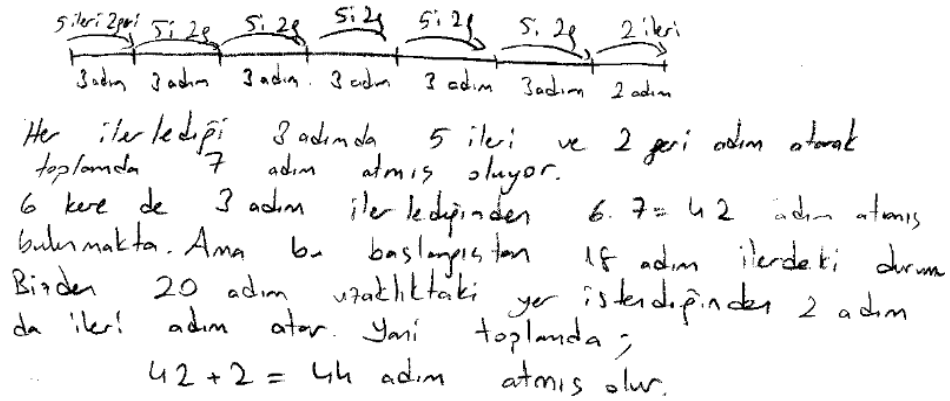 5 ileri 2geri 5i 2g 5i 2g 5i 2g 5i 2g 5i 2g 2 ileri
3 adım 3 adım 3 adım. 3 adım 3 adım 3 adım 2 adım
Her ilerlediği 3 adımda 5 ileri ve 2 geri adım atarak
toplamda 7 adım atmış oluyor.
6 kere de 3 adım ilerlediğinden 6.7=42 adım atmış
bulunmakta. Ama bu başlangıçtan 18 adım ilerdeki durum
Bizden 20 adım uzaklıktaki yer istendiğinden 2 adım
da ileri adım atar. Yani toplamda;
42+2 = 44 adım atmış olur.